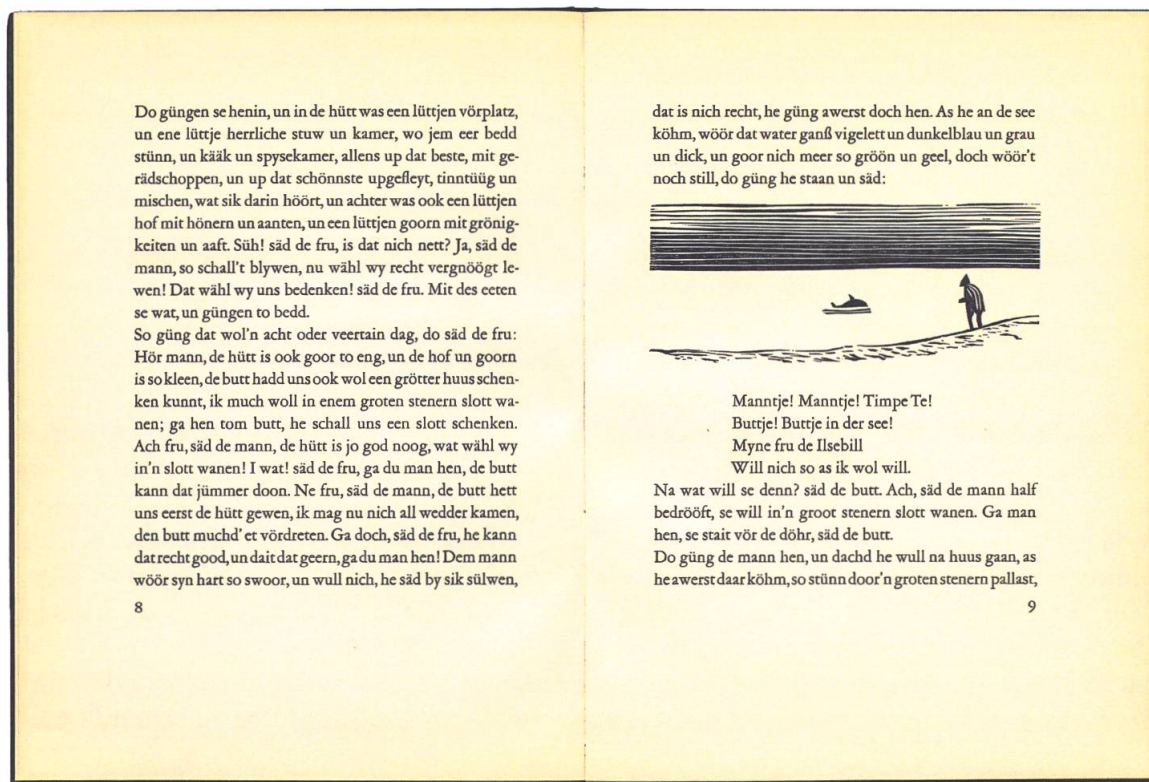 Do güngen se henin, un in de hütt was een lüttjen vörplatz,
un ene lüttje herrliche stuw un kamer, wo jem eer bedd
stünn, un kääk un spysekamer, allens up dat beste, mit ge-
rädschoppen, un up dat schönnste upgefleyt, tinntüüg un
mischen, wat sik darin höört, un achter was ook een lüttjen
hof mit hönern un aanten, un een lüttjen goorn mit grönig-
keiten un aaft. Süh! säd de fru, is dat nich nett? Ja, säd de
mann, so schall't blywen, nu wähl wy recht vergnöögt le-
wen! Dat wähl wy uns bedenken! säd de fru. Mit des eeten
se wat, un güngen to bedd.
So güng dat wol'n acht oder veertain dag, do säd de fru:
Hör mann, de hütt is ook goor to eng, un de hof un goorn
is so kleen, de butt hadd uns ook wol een grötter huus schen-
ken kunnt, ik much woll in enem groten stenern slott wa-
nen; ga hen tom butt, he schall uns een slott schenken.
Ach fru, säd de mann, de hütt is jo god noog, wat wähl wy
in'n slott wanen! I wat! säd de fru, ga du man hen, de butt
kann dat jümmer doon. Ne fru, säd de mann, de butt hett
uns eerst de hütt gewen, ik mag nu nich all wedder kamen,
den butt muchd' et vördreten. Ga doch, säd de fru, he kann
dat recht good, un dait dat geern, ga du man hen! Dem mann
wöör syn hart so swoor, un wull nich, he säd by sik sülwen,
8
dat is nich recht, he güng awerst doch hen. As he an de see
köhm, wöör dat water ganß vigelett un dunkelblau un grau
un dick, un goor nich meer so gröön un geel, doch wöör't
noch still, do güng he staan un säd:
Manntje! Manntje! Timpe Te!
Buttje! Buttje in der see!
Myne fru de Ilsebill
Will nich so as ik wol will.
Na wat will se denn? säd de butt. Ach, säd de mann half
bedrööft, se will in'n groot stenern slott wanen. Ga man
hen, se stait vör de döhr, säd de butt.
Do güng de mann hen, un dachd he wull na huus gaan, as
he awerst daar köhm, so stünn door'n groten stenern pallast,
9